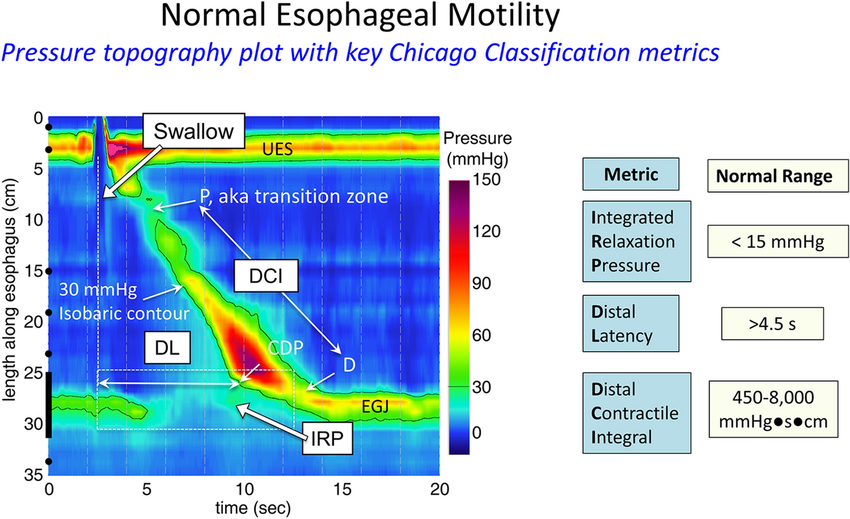 Normal Esophageal Motility
Pressure topography plot with key Chicago Classification metrics
length along esophagus (cm)
0
5
10
15
20
25
30
35
Swallow
UES
P, aka transition zone
DCI
30 mmHg
Isobaric contour
DL
CDP
D
EGJ
IRP
0
5
10
15
20
time (sec)
Pressure
(mmHg)
150
120
90
60
30
0
Metric
Normal Range
Integrated
Relaxation
Pressure
< 15 mmHg
Distal
Latency
>4.5 s
Distal
Contractile
Integral
450-8,000
mmHg●s●cm